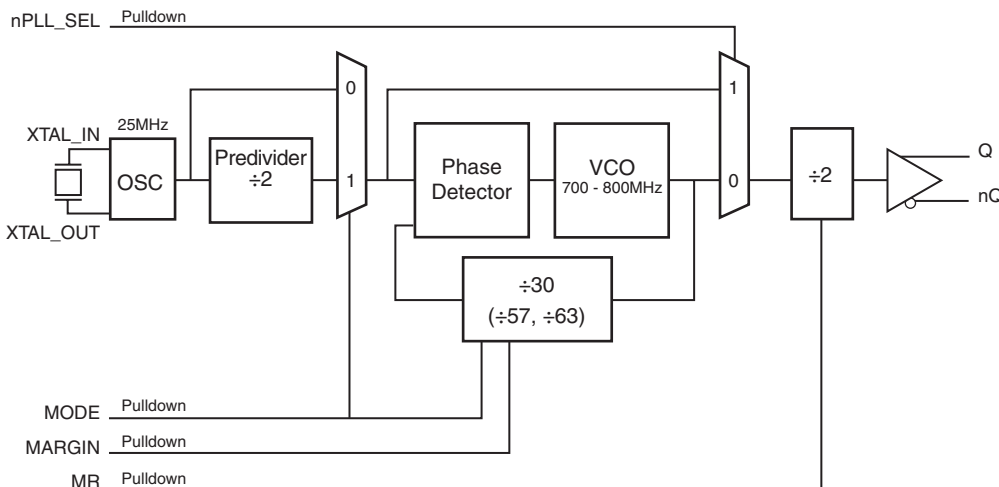 nPLL_SEL Pulldown
0
1
25MHz
XTAL_IN
OSC
XTAL_OUT
Predivider
÷2
1
Phase
Detector
VCO
700 - 800MHz
0
÷2
Q
nQ
÷30
(÷57, ÷63)
MODE Pulldown
MARGIN Pulldown
MR Pulldown